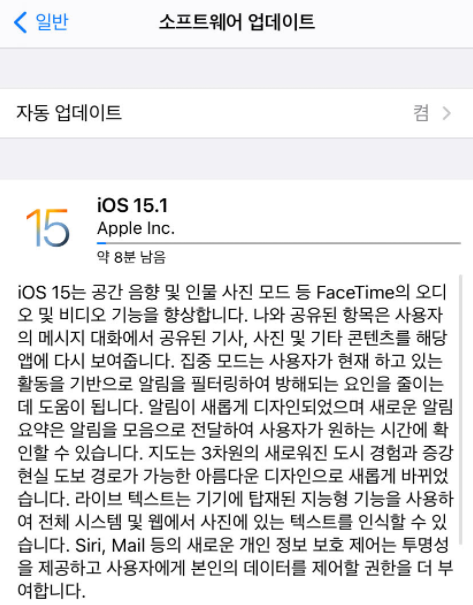 일반
소프트웨어 업데이트
자동 업데이트
켬
15
iOS 15.1
Apple Inc.
약 8분 남음
iOS 15는 공간 음향 및 인물 사진 모드 등 FaceTime의 오디
오 및 비디오 기능을 향상합니다. 나와 공유된 항목은 사용자
의 메시지 대화에서 공유된 기사, 사진 및 기타 콘텐츠를 해당
앱에 다시 보여줍니다. 집중 모드는 사용자가 현재 하고 있는
활동을 기반으로 알림을 필터링하여 방해되는 요인을 줄이는
데 도움이 됩니다. 알림이 새롭게 디자인되었으며 새로운 알림
요약은 알림을 모음으로 전달하여 사용자가 원하는 시간에 확
인할 수 있습니다. 지도는 3차원의 새로워진 도시 경험과 증강
현실 도보 경로가 가능한 아름다운 디자인으로 새롭게 바뀌었
습니다. 라이브 텍스트는 기기에 탑재된 지능형 기능을 사용하
여 전체 시스템 및 웹에서 사진에 있는 텍스트를 인식할 수 있
습니다. Siri, Mail 등의 새로운 개인 정보 보호 제어는 투명성
을 제공하고 사용자에게 본인의 데이터를 제어할 권한을 더 부
여합니다.